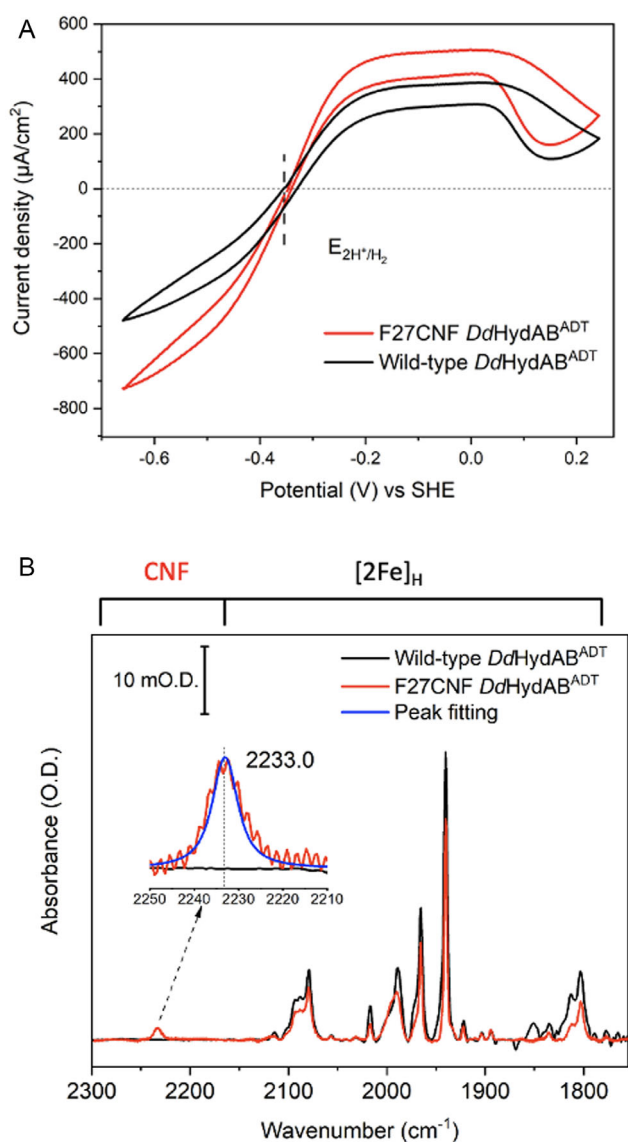 A
600
400
200
0
-200
-400
-600
-800
Current density (µA/cm²)
E2H⁺/H₂
F27CNF DdHydABᴬᴰᵀ
Wild-type DdHydABᴬᴰᵀ
-0.6 -0.4 -0.2 0.0 0.2
Potential (V) vs SHE
B
CNF [2Fe]H
Wild-type DdHydABᴬᴰᵀ
F27CNF DdHydABᴬᴰᵀ
Peak fitting
10 mO.D.
2233.0
2250 2240 2230 2220 2210
Absorbance (O.D.)
2300 2200 2100 2000 1900 1800
Wavenumber (cm⁻¹)